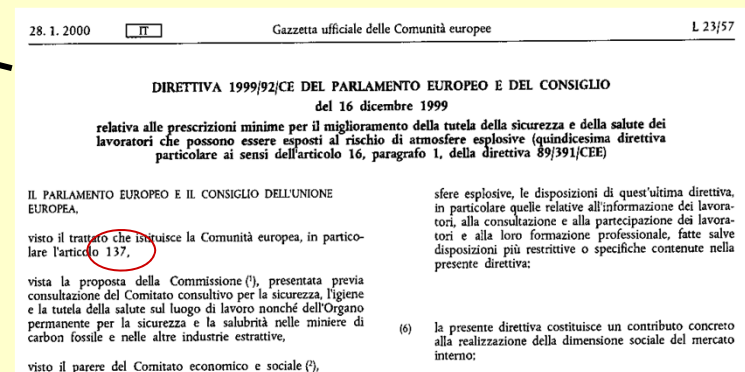 28. 1. 2000
IT
Gazzetta ufficiale delle Comunità europee
L 23/57
DIRETTIVA 1999/92/CE DEL PARLAMENTO EUROPEO E DEL CONSIGLIO
del 16 dicembre 1999
relativa alle prescrizioni minime per il miglioramento della tutela della sicurezza e della salute dei
lavoratori che possono essere esposti al rischio di atmosfere esplosive (quindicesima direttiva
particolare ai sensi dell'articolo 16, paragrafo 1, della direttiva 89/391/CEE)
IL PARLAMENTO EUROPEO E IL CONSIGLIO DELL'UNIONE
EUROPEA,
visto il trattato che istituisce la Comunità europea, in partico-
lare l'articolo 137,
vista la proposta della Commissione (¹), presentata previa
consultazione del Comitato consultivo per la sicurezza, l'igiene
e la tutela della salute sul luogo di lavoro nonché dell'Organo
permanente per la sicurezza e la salubrità nelle miniere di
carbon fossile e nelle altre industrie estrattive,
visto il parere del Comitato economico e sociale (²),
sfere esplosive, le disposizioni di quest'ultima direttiva,
in particolare quelle relative all'informazione dei lavora-
tori, alla consultazione e alla partecipazione dei lavora-
tori e alla loro formazione professionale, fatte salve
disposizioni più restrittive o specifiche contenute nella
presente direttiva;
(6) la presente direttiva costituisce un contributo concreto
alla realizzazione della dimensione sociale del mercato
interno;